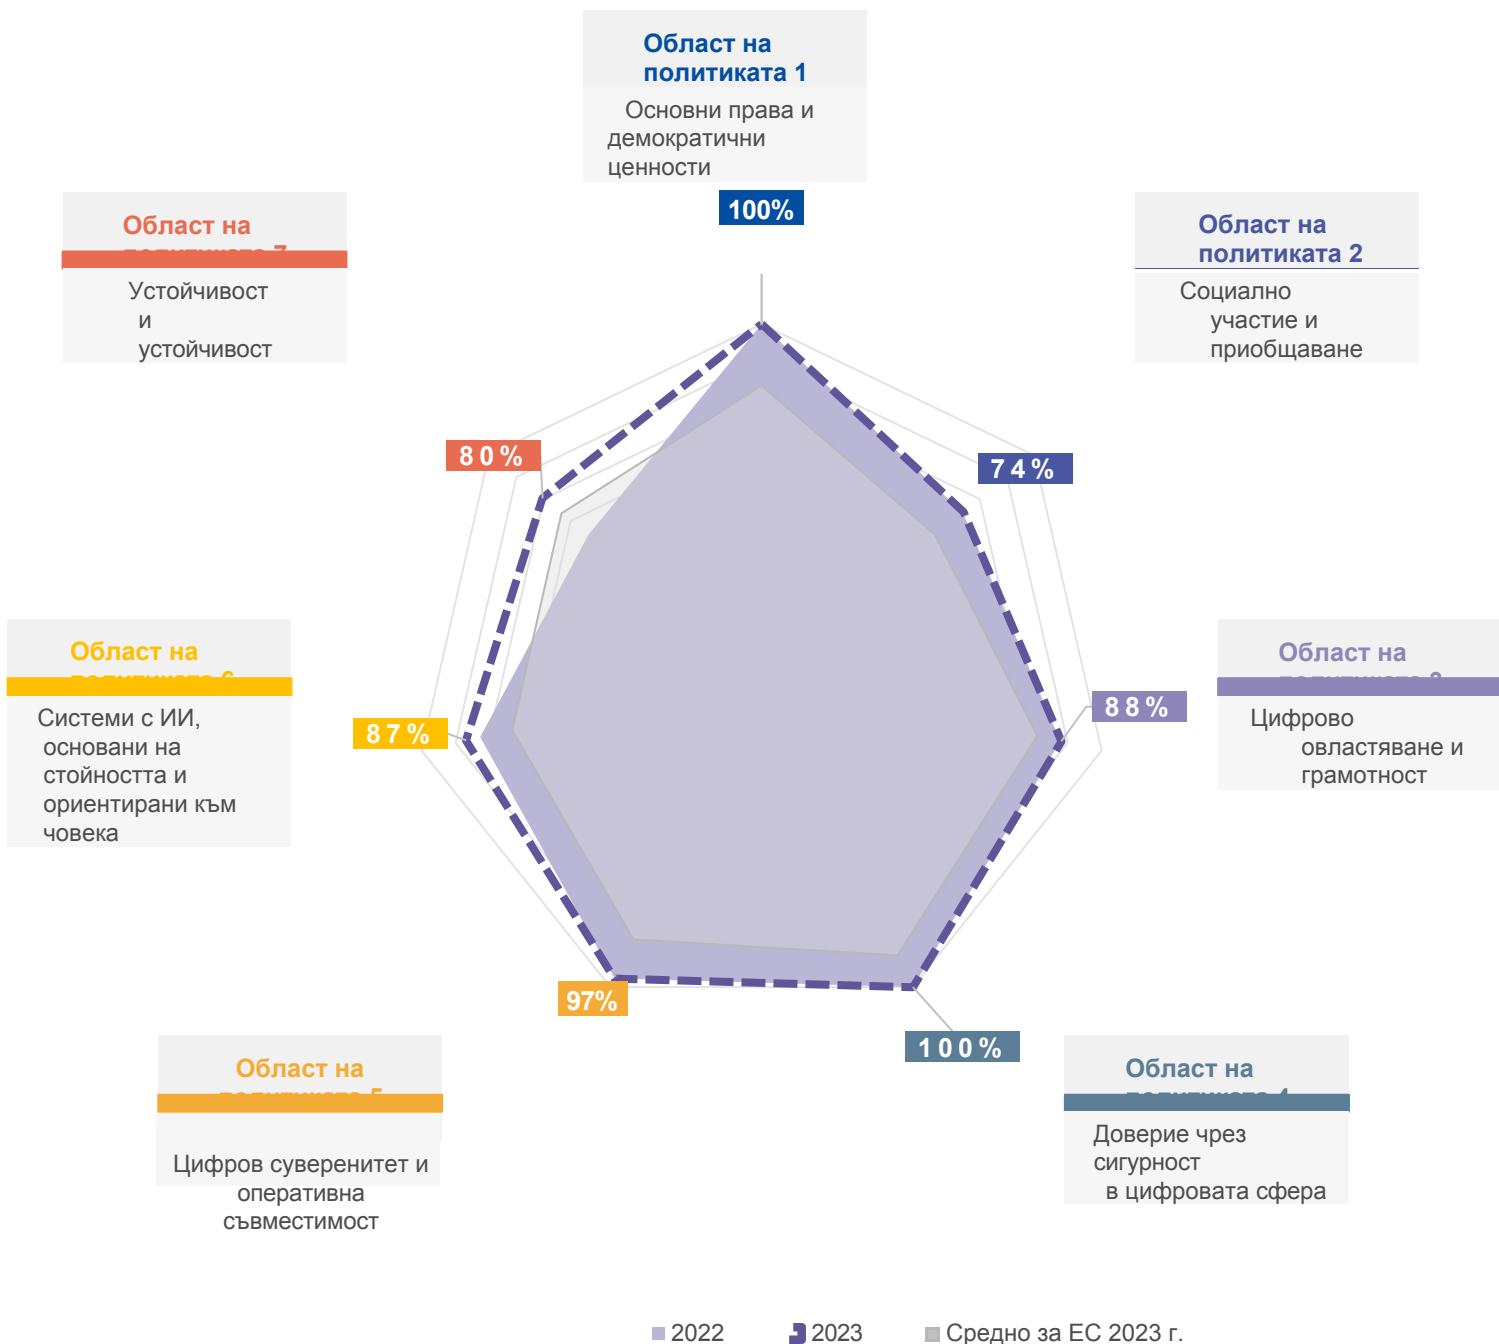 Област на
политиката 1
Основни права и
демократични
ценности
100%
Област на
политиката 2
Социално
участие и
приобщаване
74%
Област на
Цифрово
овластяване и
грамотност
88%
Област на
Доверие чрез
сигурност
в цифровата сфера
100%
Област на
Цифров суверенитет и
оперативна
съвместимост
97%
Област на
Системи с ИИ,
основани на
стойността и
ориентирани към
човека
87%
Област на
политиката 7
Устойчивост
и
устойчивост
80%
2022
2023
Средно за ЕС 2023 г.